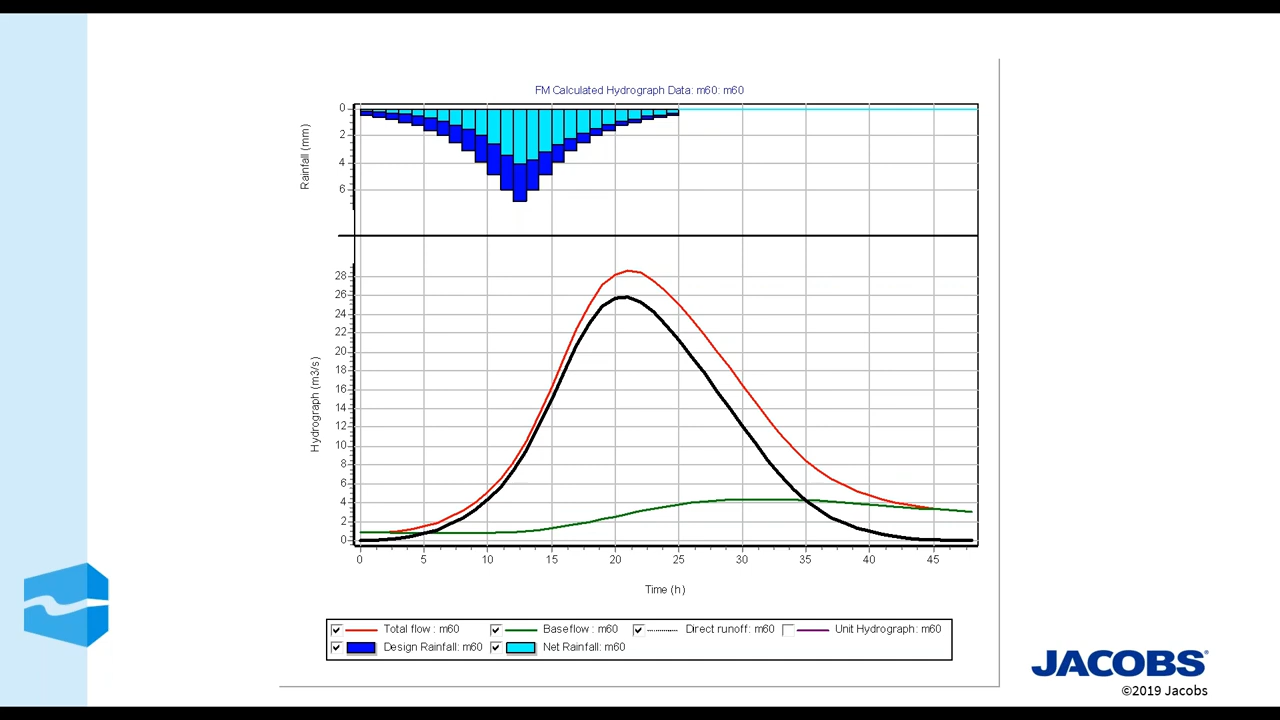 FM Calculated Hydrograph Data: m60: m60
Rainfall (mm)
0
2
4
6
Hydrograph (m3/s)
28
26
24
22
20
18
16
14
12
10
8
6
4
2
0
0 5 10 15 20 25 30 35 40 45
Time (h)
Total flow : m60 Baseflow : m60 Direct runoff: m60 Unit Hydrograph: m60
Design Rainfall: m60 Net Rainfall: m60
JACOBS®
©2019 Jacobs